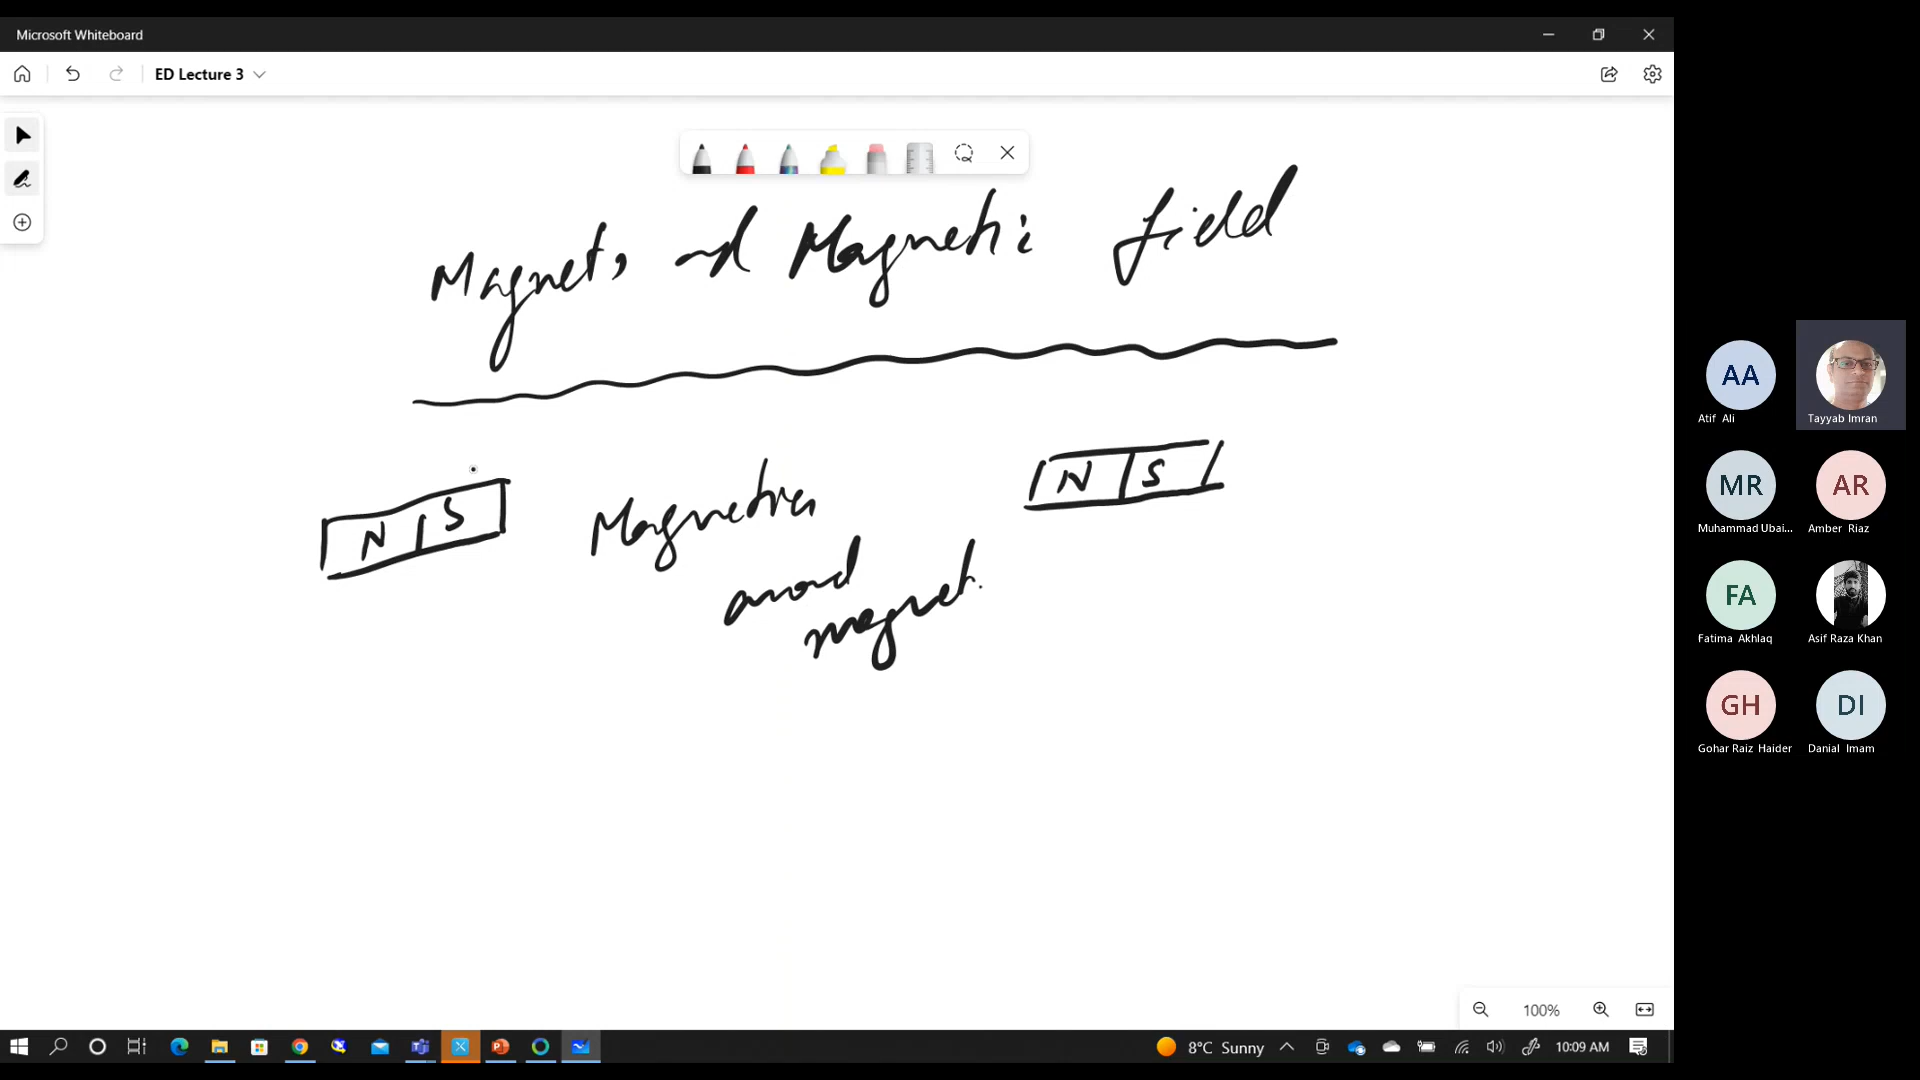 Microsoft Whiteboard
ED Lecture 3
Magnets and Magnetic field
N S
N S
magnet
100%
AA
Atif Ali
Tayyab Imran
MR
Muhammad Ubai...
AR
Amber Riaz
FA
Fatima Akhlaq
Asif Raza Khan
GH
Gohar Raiz Haider
DI
Danial Imam
8°C Sunny
10:09 AM